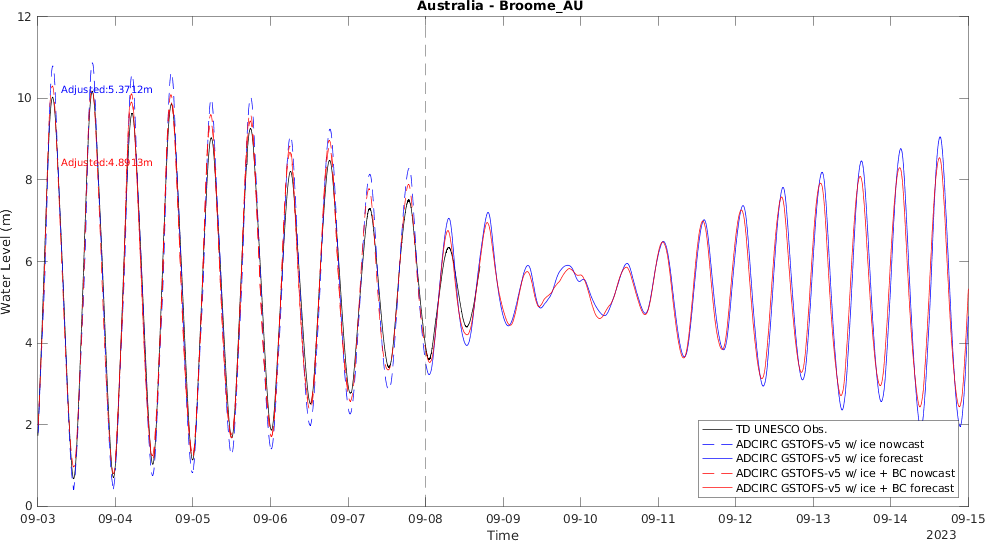 Australia - Broome_AU
12
10
8
6
4
2
0
Water Level (m)
Adjusted:5.3712m
Adjusted:4.8913m
TD UNESCO Obs.
ADCIRC GSTOFS-v5 w/ ice nowcast
ADCIRC GSTOFS-v5 w/ ice forecast
ADCIRC GSTOFS-v5 w/ ice + BC nowcast
ADCIRC GSTOFS-v5 w/ ice + BC forecast
09-03 09-04 09-05 09-06 09-07 09-08 09-09 09-10 09-11 09-12 09-13 09-14 09-15
Time
2023